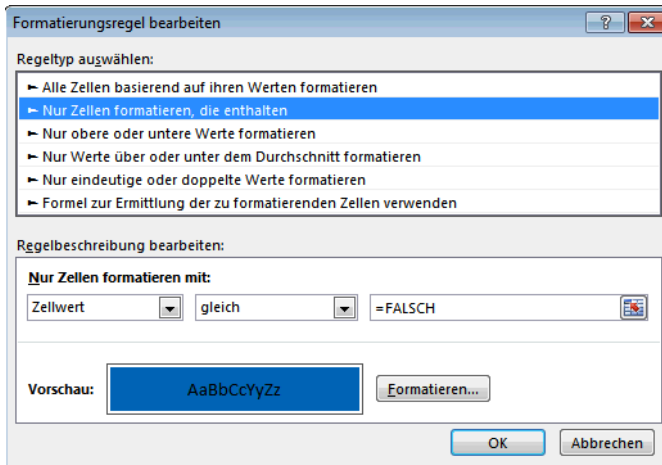 Formatierungsregel bearbeiten
Regeltyp auswählen:
► Alle Zellen basierend auf ihren Werten formatieren
► Nur Zellen formatieren, die enthalten
► Nur obere oder untere Werte formatieren
► Nur Werte über oder unter dem Durchschnitt formatieren
► Nur eindeutige oder doppelte Werte formatieren
► Formel zur Ermittlung der zu formatierenden Zellen verwenden
Regelbeschreibung bearbeiten:
Nur Zellen formatieren mit:
Zellwert gleich =FALSCH
Vorschau: AaBbCcYyZz Formatieren...
OK Abbrechen